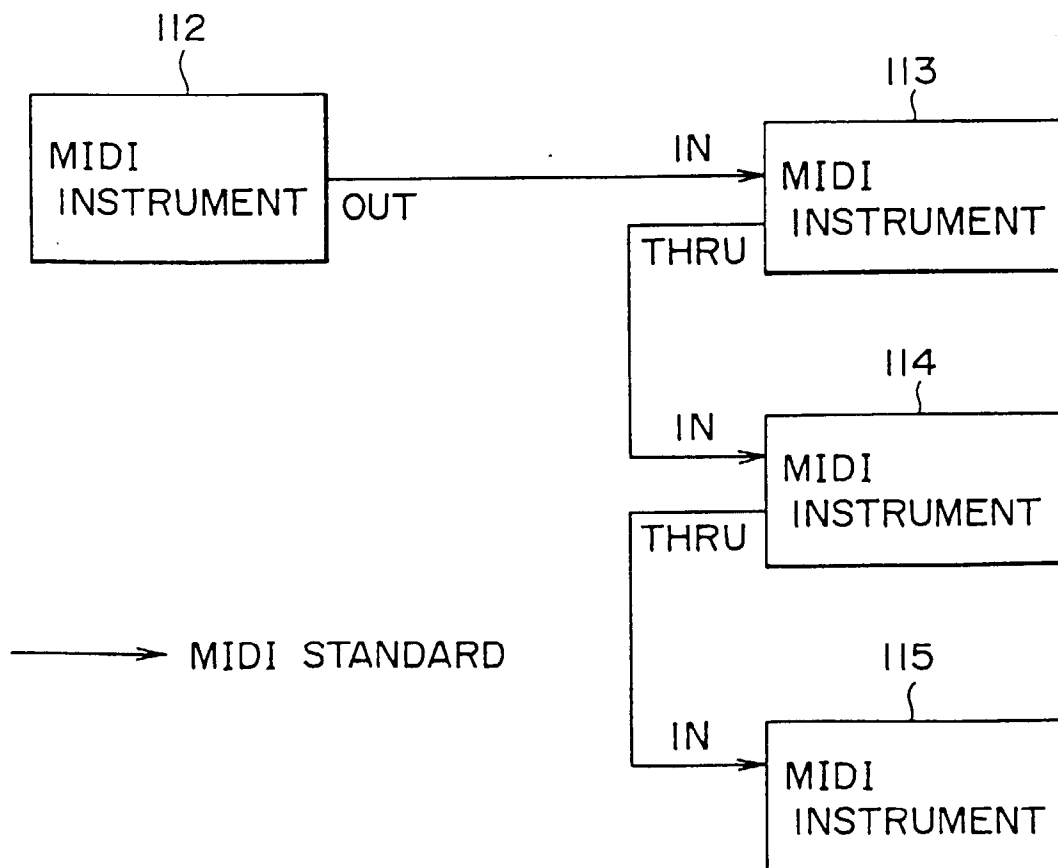 112
MIDI
INSTRUMENT
OUT
113
IN
MIDI
INSTRUMENT
THRU
114
IN
MIDI
INSTRUMENT
THRU
MIDI STANDARD
115
IN
MIDI
INSTRUMENT